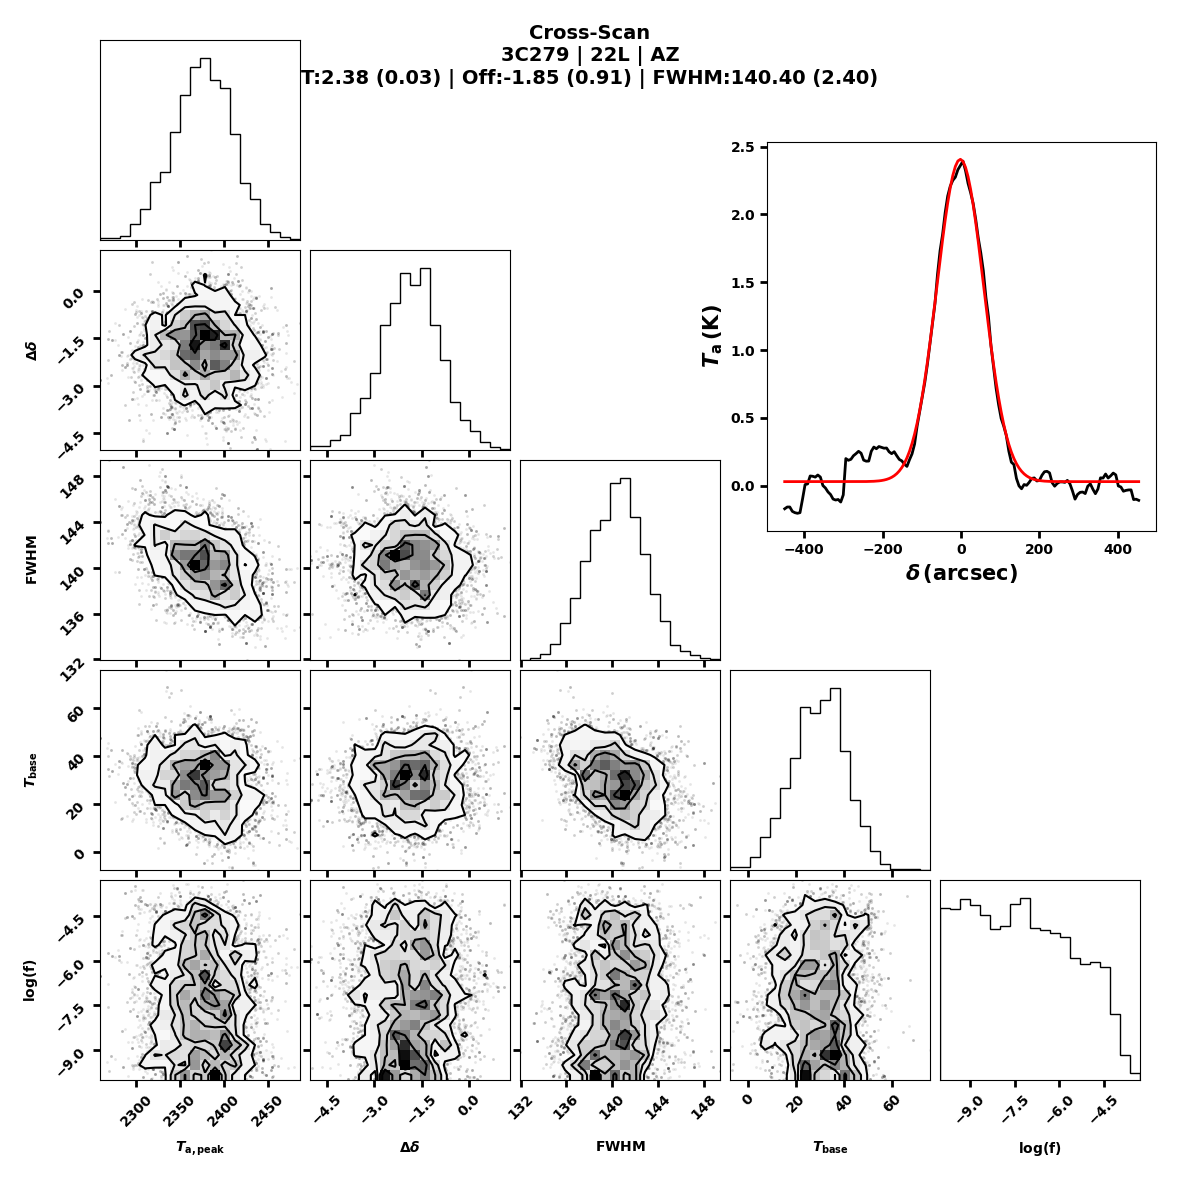 Cross-Scan
3C279 | 22L | AZ
T:2.38 (0.03) | Off:-1.85 (0.91) | FWHM:140.40 (2.40)
2.5
2.0
1.5
1.0
0.5
0.0
T_a (K)
−400 −200 0 200 400
δ (arcsec)
Δδ
0.0
−1.5
−3.0
−4.5
FWHM
148
144
140
136
132
T_base
60
40
20
0
log(f)
−4.5
−6.0
−7.5
−9.0
2300 2350 2400 2450
−4.5 −3.0 −1.5 0.0
132 136 140 144 148
0 20 40 60
−9.0 −7.5 −6.0 −4.5
T_a,peak Δδ FWHM T_base log(f)